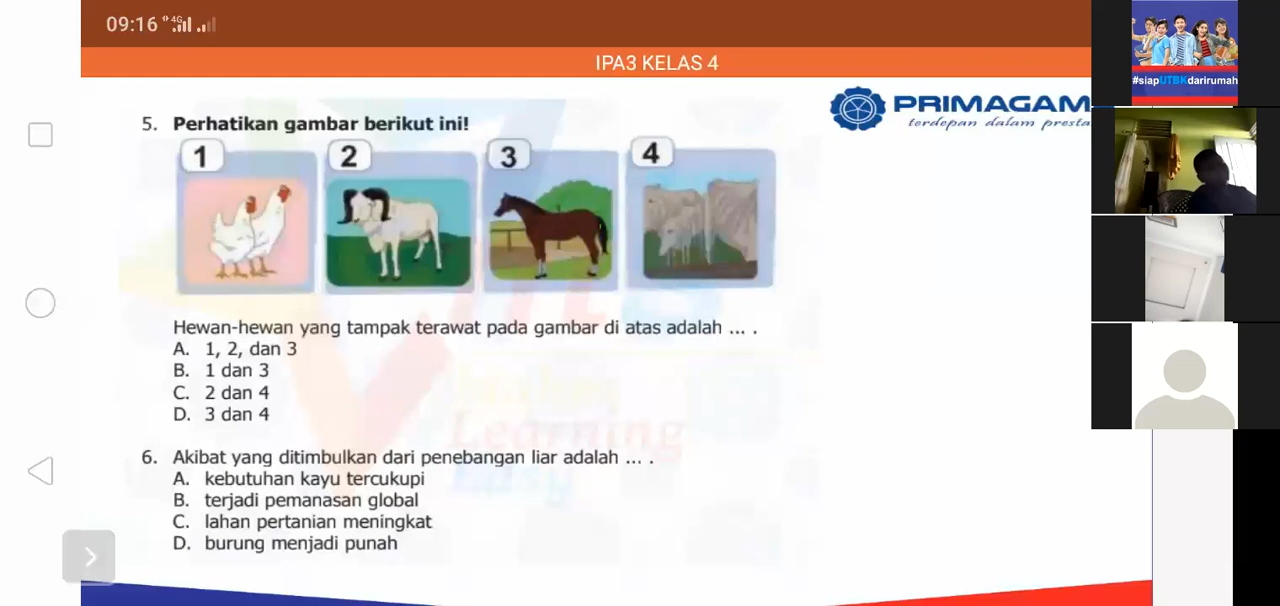 09:16 4G
IPA3 KELAS 4
#siapUTBKdarirumah
PRIMAGAM
terdepan dalam presta
5. Perhatikan gambar berikut ini!
1 2 3 4
Hewan-hewan yang tampak terawat pada gambar di atas adalah ... .
A. 1, 2, dan 3
B. 1 dan 3
C. 2 dan 4
D. 3 dan 4
Learning
Easy
6. Akibat yang ditimbulkan dari penebangan liar adalah ... .
A. kebutuhan kayu tercukupi
B. terjadi pemanasan global
C. lahan pertanian meningkat
D. burung menjadi punah